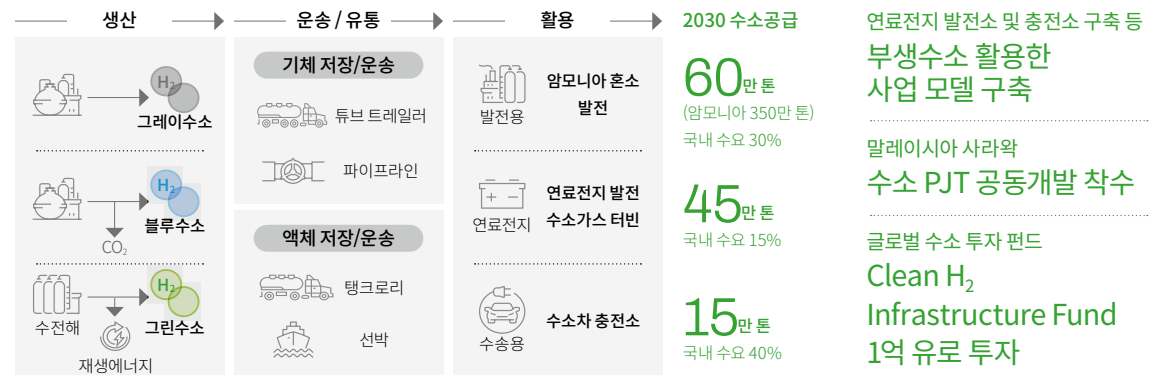 생산
H₂
그레이수소
H₂
블루수소
CO₂
H₂
수전해
그린수소
재생에너지
운송 / 유통
기체 저장/운송
튜브 트레일러
파이프라인
액체 저장/운송
탱크로리
선박
활용
발전용
암모니아 혼소
발전
연료전지
연료전지 발전
수소가스 터빈
수송용
수소차 충전소
2030 수소공급
60만 톤
(암모니아 350만 톤)
국내 수요 30%
45만 톤
국내 수요 15%
15만 톤
국내 수요 40%
연료전지 발전소 및 충전소 구축 등
부생수소 활용한
사업 모델 구축
말레이시아 사라왁
수소 PJT 공동개발 착수
글로벌 수소 투자 펀드
Clean H₂
Infrastructure Fund
1억 유로 투자